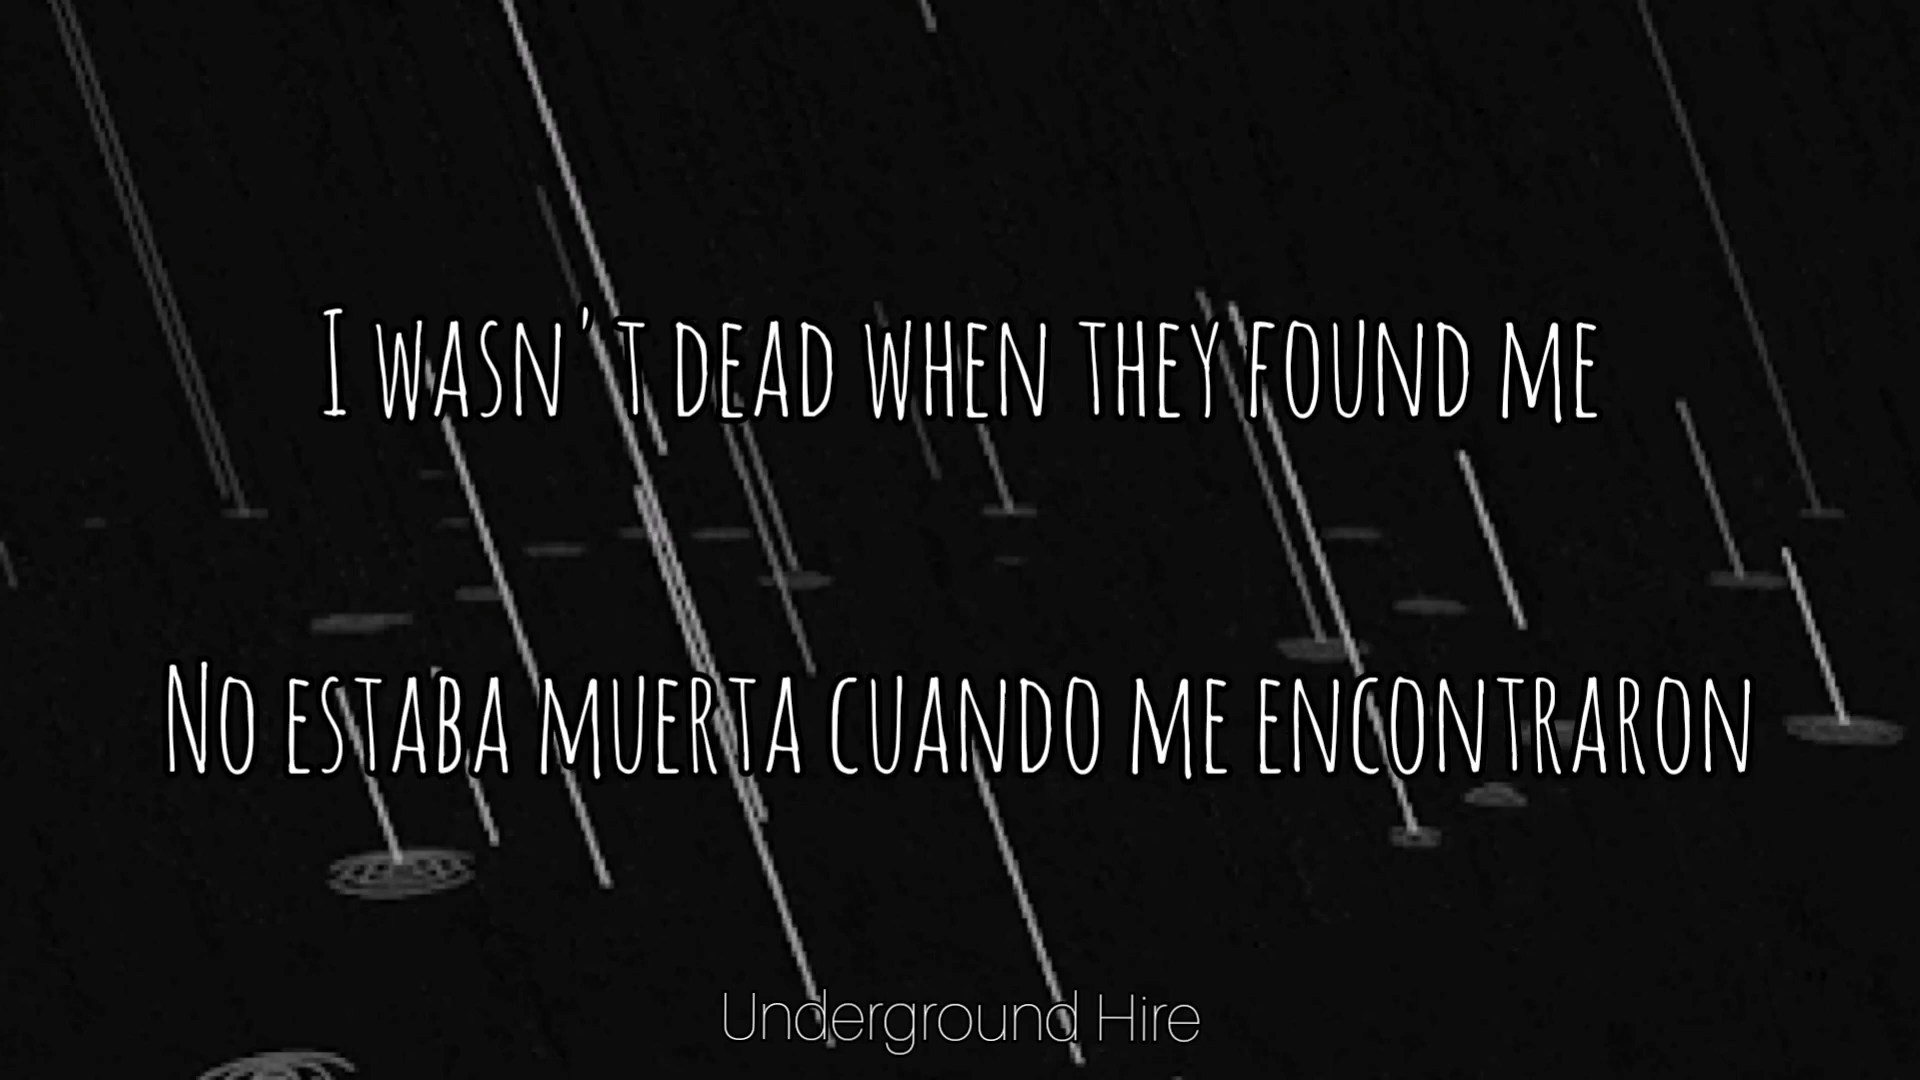 I wasn't dead when they found me
No estaba muerta cuando me encontraron
Underground Hire